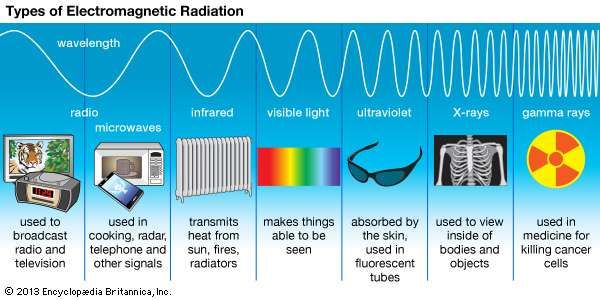 Types of Electromagnetic Radiation
wavelength
radio
microwaves
infrared
visible light
ultraviolet
X-rays
gamma rays
used to
broadcast
radio and
television
used in
cooking, radar,
telephone and
other signals
transmits
heat from
sun, fires,
radiators
makes things
able to be
seen
absorbed by
the skin,
used in
fluorescent
tubes
used to view
inside of
bodies and
objects
used in
medicine for
killing cancer
cells
© 2013 Encyclopædia Britannica, Inc.